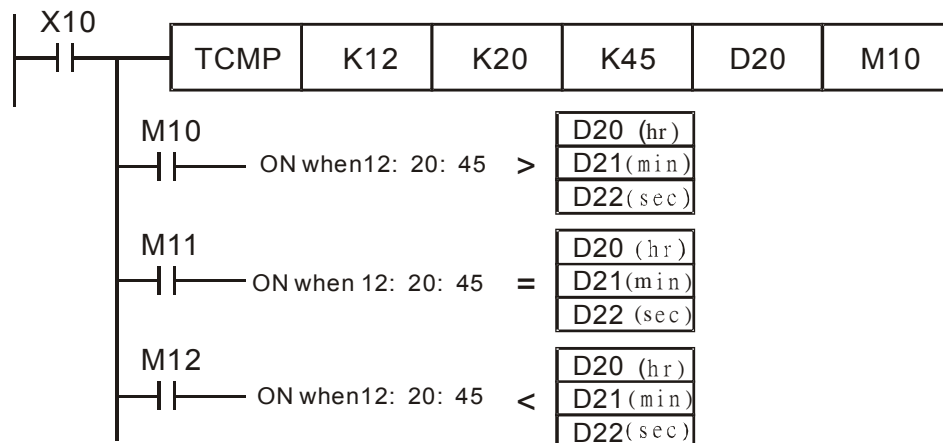 X10
TCMP K12 K20 K45 D20 M10
M10
ON when12: 20: 45 >
D20 (hr)
D21(min)
D22(sec)
M11
ON when 12: 20: 45 =
D20 (hr)
D21(min)
D22 (sec)
M12
ON when12: 20: 45 <
D20 (hr)
D21(min)
D22(sec)